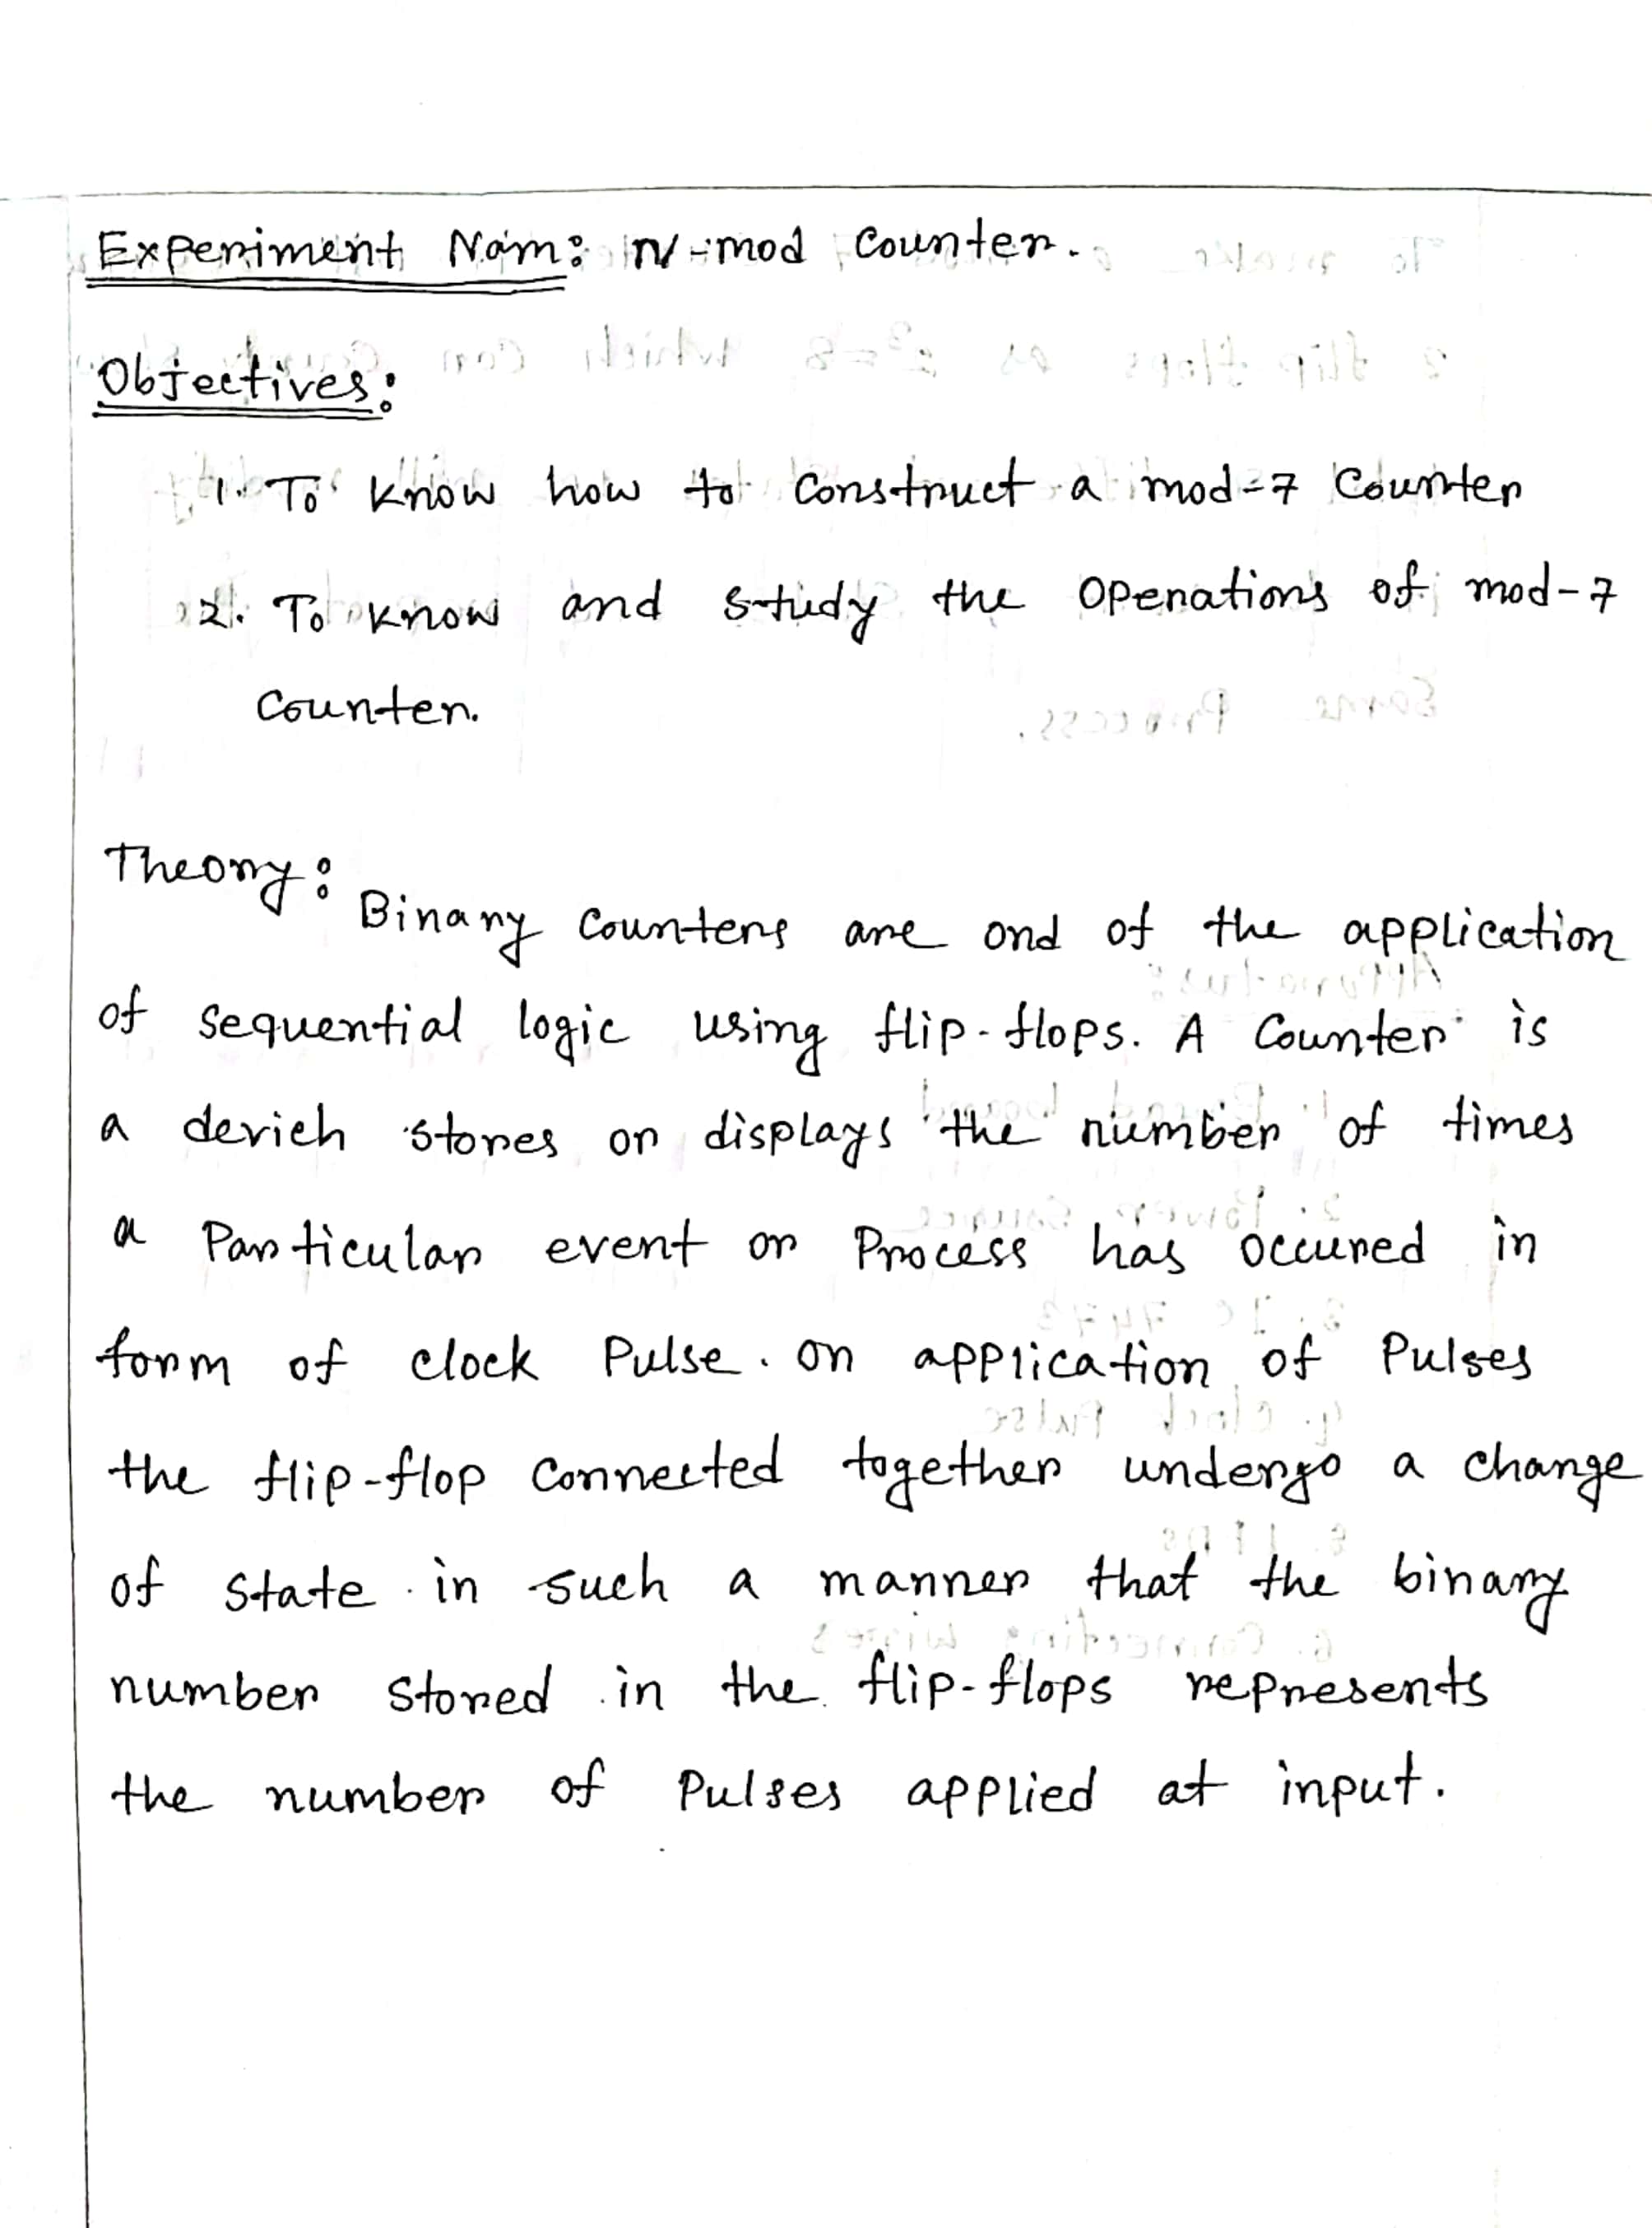 Experiment Nam: N-mod Counter.
Objectives:
1. To know how to Construct a mod-7 Counter
2. To know and study the Operations of mod-7
Counter.
Theory:
Binary Counters are ond of the application
of sequential logic using flip-flops. A Counter is
a devich stores or displays the number of times
a Particular event or Process has occured in
form of clock Pulse. on application of Pulses
the flip-flop Connected together undergo a change
of state in such a manner that the binary
number stored in the flip-flops represents
the number of Pulses applied at input.